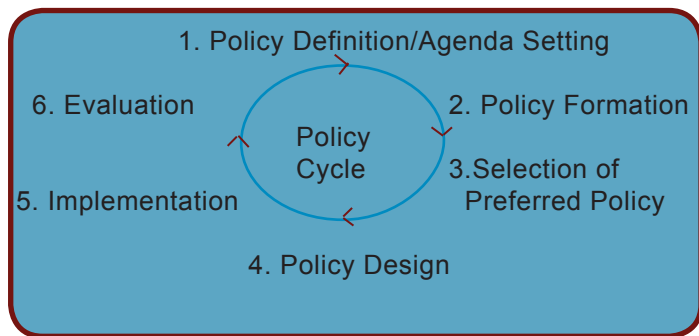 1. Policy Definition/Agenda Setting
6. Evaluation
2. Policy Formation
Policy
Cycle
3.Selection of
Preferred Policy
5. Implementation
4. Policy Design